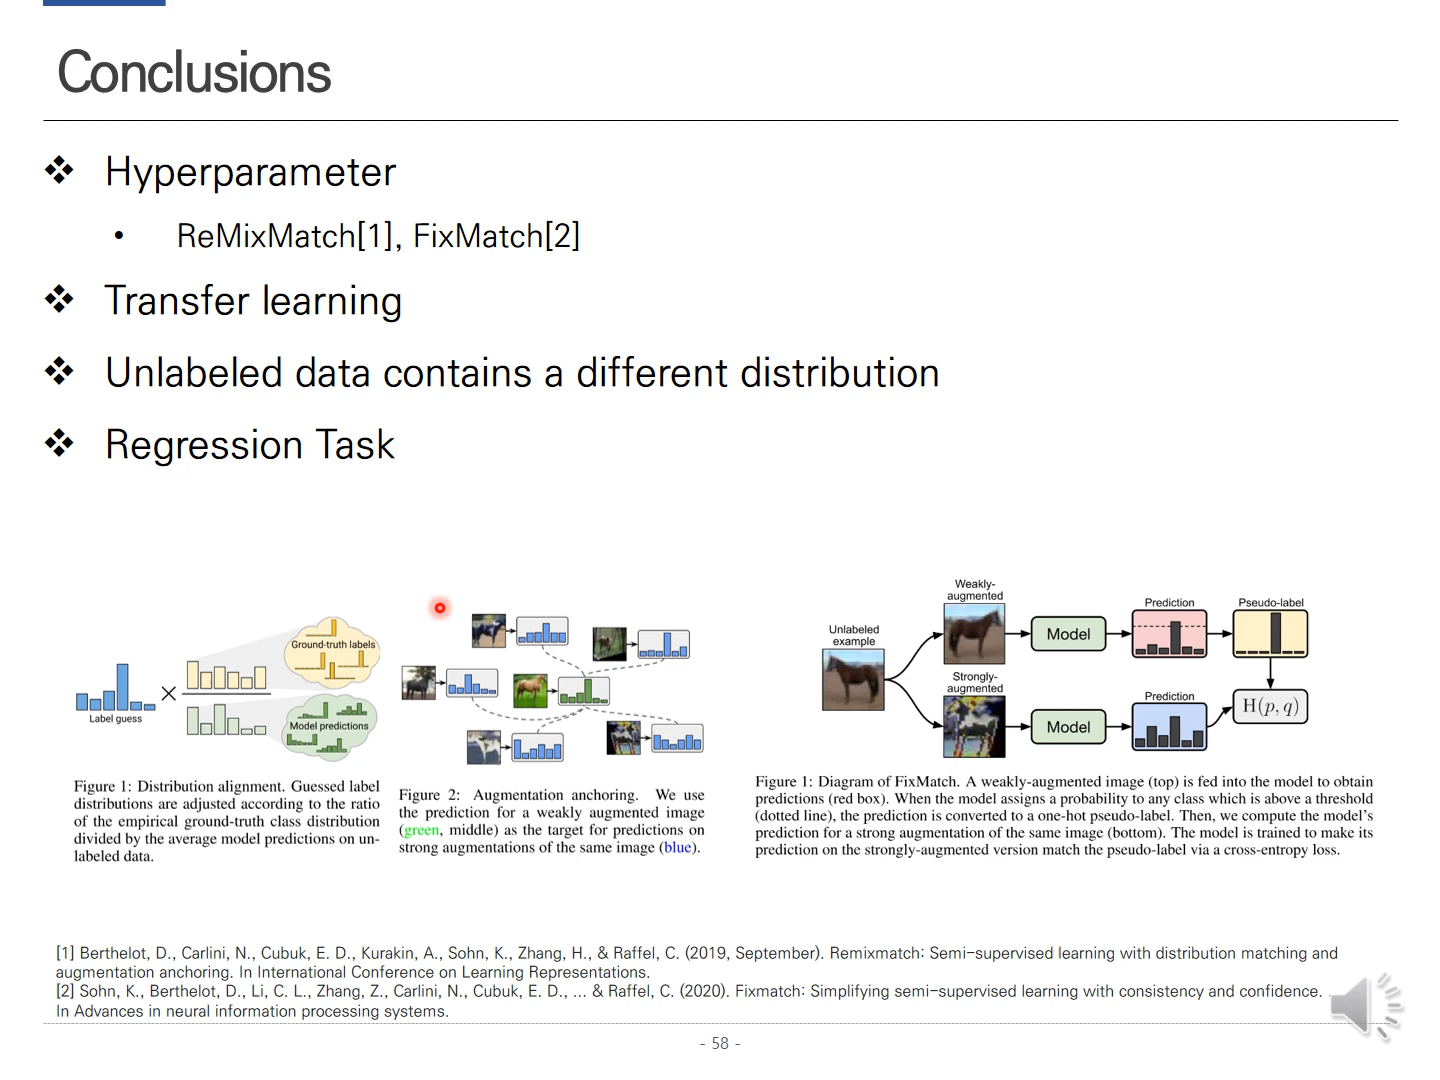 Conclusions
❖ Hyperparameter
• ReMixMatch[1], FixMatch[2]
❖ Transfer learning
❖ Unlabeled data contains a different distribution
❖ Regression Task
Label guess
×
Ground-truth labels
Model predictions
Figure 1: Distribution alignment. Guessed label
distributions are adjusted according to the ratio
of the empirical ground-truth class distribution
divided by the average model predictions on un-
labeled data.
Figure 2: Augmentation anchoring. We use
the prediction for a weakly augmented image
(green, middle) as the target for predictions on
strong augmentations of the same image (blue).
Unlabeled
example
Weakly-
augmented
Model
Prediction
Pseudo-label
Strongly-
augmented
Model
Prediction
H(p, q)
Figure 1: Diagram of FixMatch. A weakly-augmented image (top) is fed into the model to obtain
predictions (red box). When the model assigns a probability to any class which is above a threshold
(dotted line), the prediction is converted to a one-hot pseudo-label. Then, we compute the model's
prediction for a strong augmentation of the same image (bottom). The model is trained to make its
prediction on the strongly-augmented version match the pseudo-label via a cross-entropy loss.
[1] Berthelot, D., Carlini, N., Cubuk, E. D., Kurakin, A., Sohn, K., Zhang, H., & Raffel, C. (2019, September). Remixmatch: Semi-supervised learning with distribution matching and
augmentation anchoring. In International Conference on Learning Representations.
[2] Sohn, K., Berthelot, D., Li, C. L., Zhang, Z., Carlini, N., Cubuk, E. D., ... & Raffel, C. (2020). Fixmatch: Simplifying semi-supervised learning with consistency and confidence.
In Advances in neural information processing systems.
- 58 -